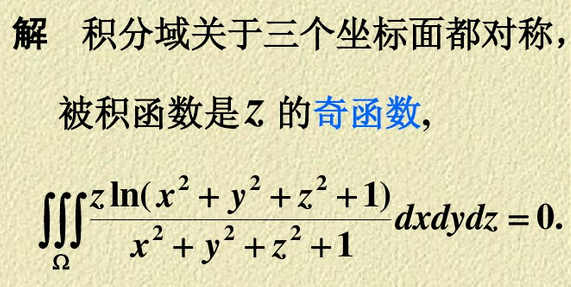 解 积分域关于三个坐标面都对称，
被积函数是z的奇函数,
∭_Ω z ln(x² + y² + z² + 1) / (x² + y² + z² + 1) dxdydz = 0.